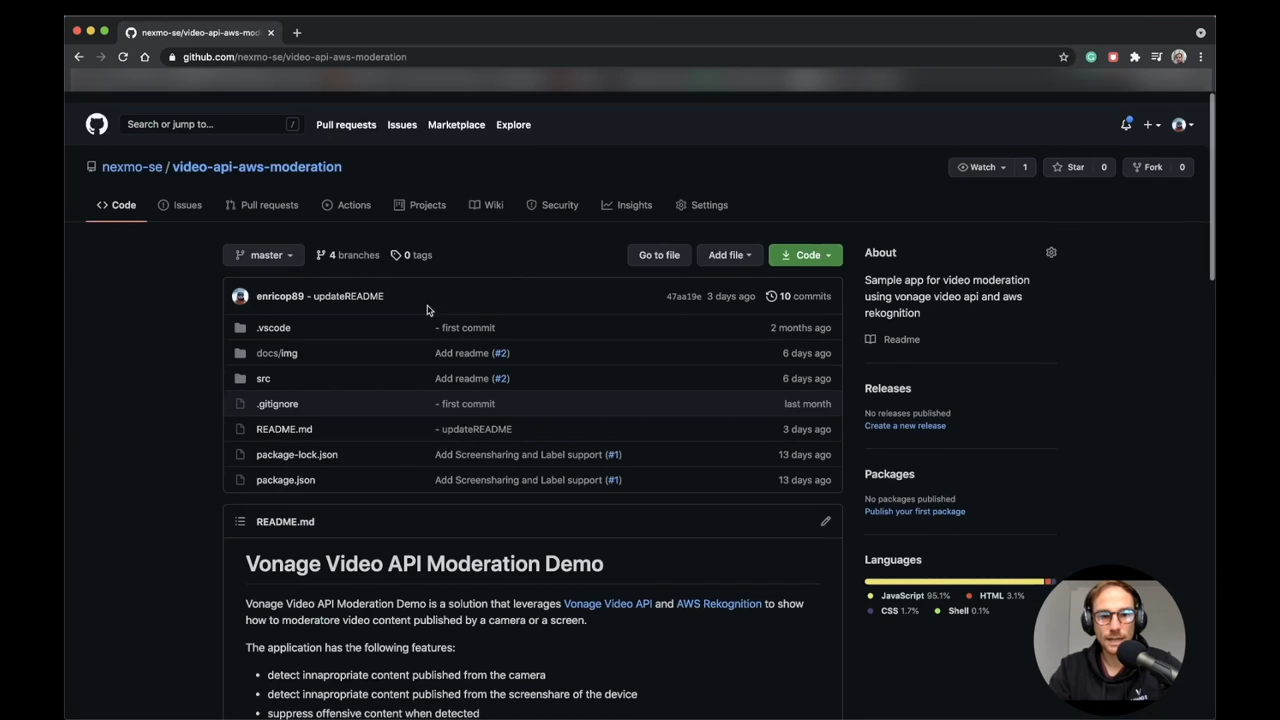 nexmo-se/video-api-aws-mod
github.com/nexmo-se/video-api-aws-moderation
Search or jump to... /
Pull requests Issues Marketplace Explore
nexmo-se / video-api-aws-moderation
Watch 1 Star 0 Fork 0
Code Issues Pull requests Actions Projects Wiki Security Insights Settings
master 4 branches 0 tags Go to file Add file Code
enricop89 - updateREADME 47aa19e 3 days ago 10 commits
.vscode - first commit 2 months ago
docs/img Add readme (#2) 6 days ago
src Add readme (#2) 6 days ago
.gitignore - first commit last month
README.md - updateREADME 3 days ago
package-lock.json Add Screensharing and Label support (#1) 13 days ago
package.json Add Screensharing and Label support (#1) 13 days ago
README.md
Vonage Video API Moderation Demo
Vonage Video API Moderation Demo is a solution that leverages Vonage Video API and AWS Rekognition to show
how to moderatore video content published by a camera or a screen.
The application has the following features:
• detect innapropriate content published from the camera
• detect innapropriate content published from the screenshare of the device
• suppress offensive content when detected
About
Sample app for video moderation
using vonage video api and aws
rekognition
Readme
Releases
No releases published
Create a new release
Packages
No packages published
Publish your first package
Languages
JavaScript 95.1% HTML 3.1%
CSS 1.7% Shell 0.1%